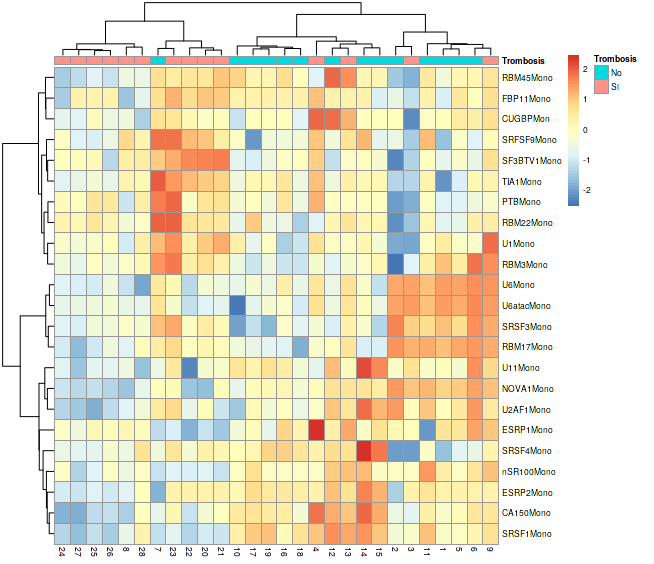 Trombosis
RBM45Mono
FBP11Mono
CUGBPMon
SRFSF9Mono
SF3BTV1Mono
TIA1Mono
PTBMono
RBM22Mono
U1Mono
RBM3Mono
U6Mono
U6atacMono
SRSF3Mono
RBM17Mono
U11Mono
NOVA1Mono
U2AF1Mono
ESRP1Mono
SRSF4Mono
nSR100Mono
ESRP2Mono
CA150Mono
SRSF1Mono
24 27 25 26 8 28 7 23 22 20 21 10 17 19 16 18 4 12 13 14 15 2 3 11 1 5 6 9
2
1
0
-1
-2
Trombosis
No
SI